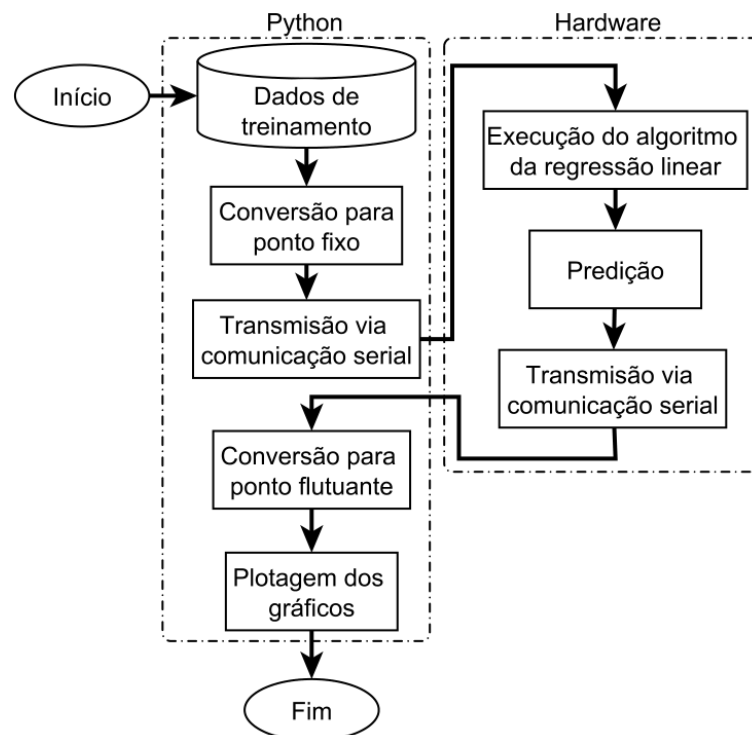 Python
Hardware
Início
Dados de
treinamento
Conversão para
ponto fixo
Transmissão via
comunicação serial
Execução do algoritmo
da regressão linear
Predição
Transmissão via
comunicação serial
Conversão para
ponto flutuante
Plotagem dos
gráficos
Fim